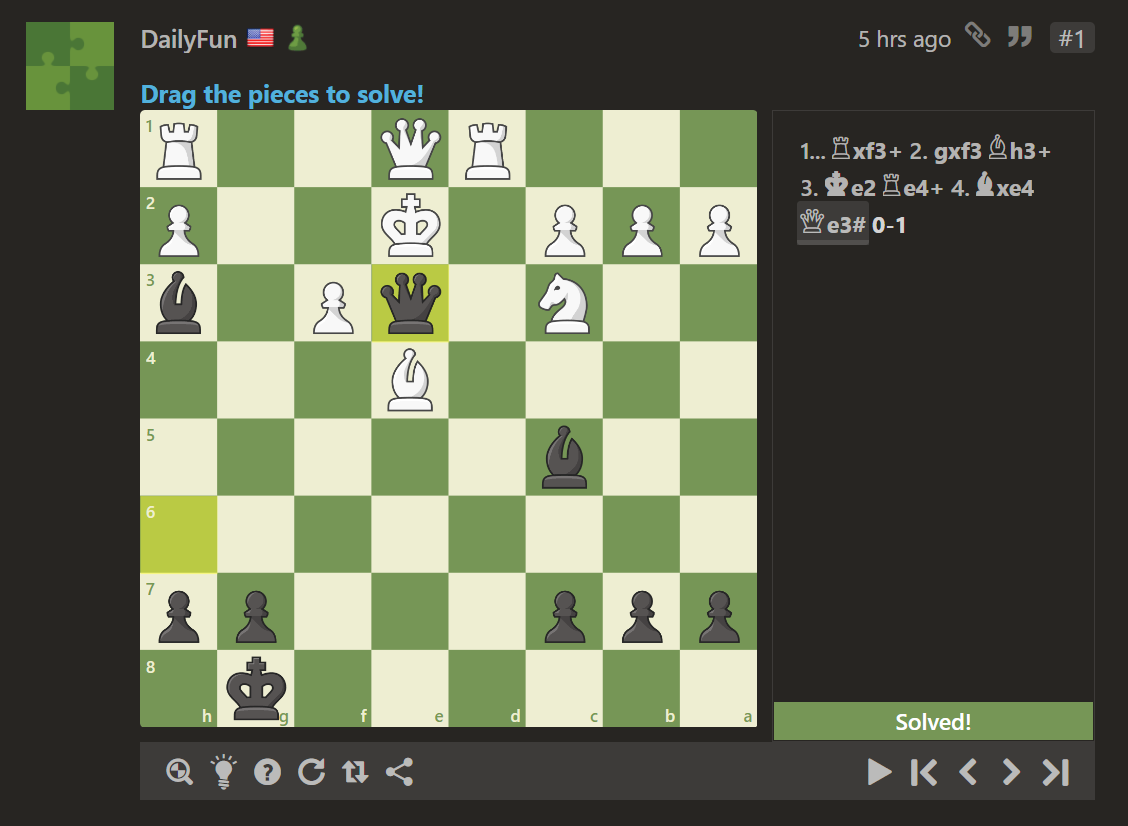 DailyFun
5 hrs ago #1
Drag the pieces to solve!
1
2
3
4
5
6
7
8
h g f e d c b a
1... ♖xf3+ 2. gxf3 ♗h3+
3. ♚e2 ♖e4+ 4. ♝xe4
♕e3# 0-1
Solved!